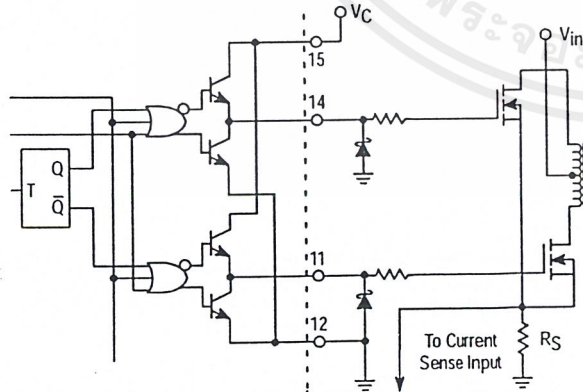 VC
15
Vin
14
Q
T
Q̅
11
12
To Current
Sense Input
RS